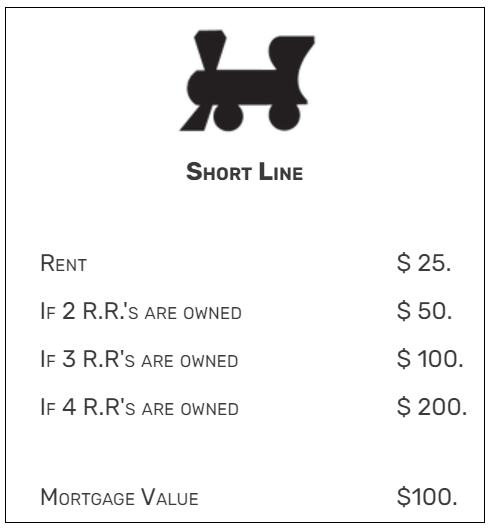 Short Line
Rent $ 25.
If 2 R.R.'s are owned $ 50.
If 3 R.R's are owned $ 100.
If 4 R.R's are owned $ 200.
Mortgage Value $100.